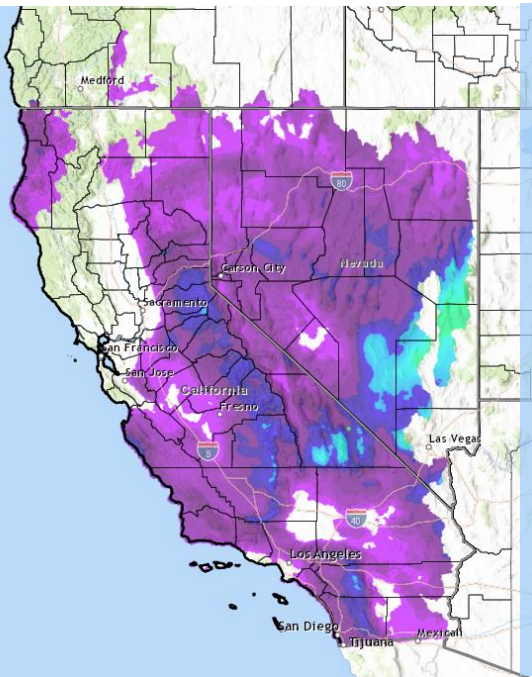 Medford
80
Carson City
Nevada
Sacramento
San Francisco
San Jose
California
Fresno
5
Las Vegas
40
Los Angeles
San Diego
Tijuana
Mexicali